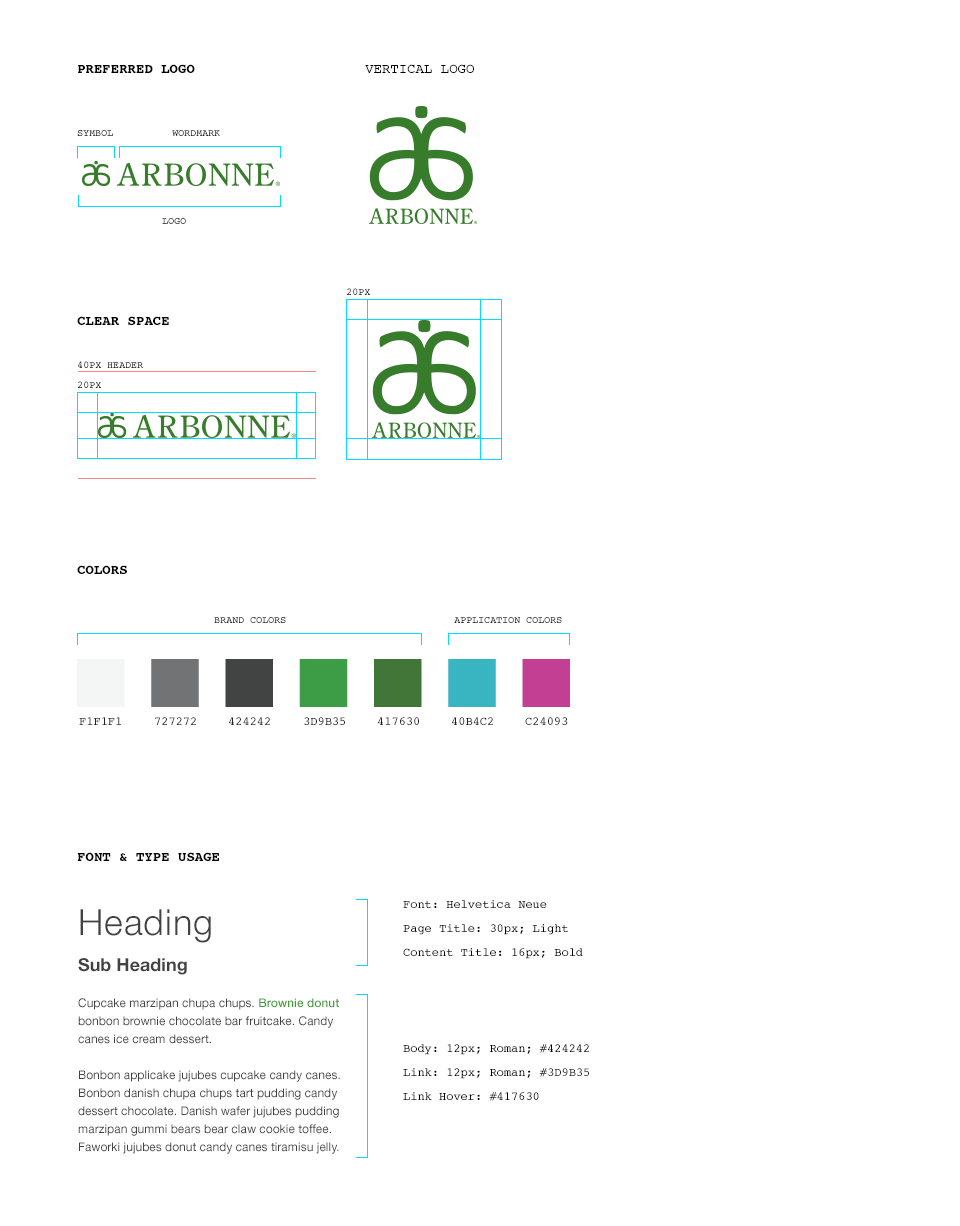 PREFERRED LOGO
VERTICAL LOGO
SYMBOL
WORDMARK
ARBONNE®
LOGO
ARBONNE®
20PX
CLEAR SPACE
40PX HEADER
20PX
ARBONNE®
ARBONNE®
COLORS
BRAND COLORS
APPLICATION COLORS
F1F1F1
727272
424242
3D9B35
417630
40B4C2
C24093
FONT & TYPE USAGE
Heading
Sub Heading
Font: Helvetica Neue
Page Title: 30px; Light
Content Title: 16px; Bold
Cupcake marzipan chupa chups. Brownie donut
bonbon brownie chocolate bar fruitcake. Candy
canes ice cream dessert.
Bonbon applicake jujubes cupcake candy canes.
Bonbon danish chupa chups tart pudding candy
dessert chocolate. Danish wafer jujubes pudding
marzipan gummi bears bear claw cookie toffee.
Faworki jujubes donut candy canes tiramisu jelly.
Body: 12px; Roman; #424242
Link: 12px; Roman; #3D9B35
Link Hover: #417630